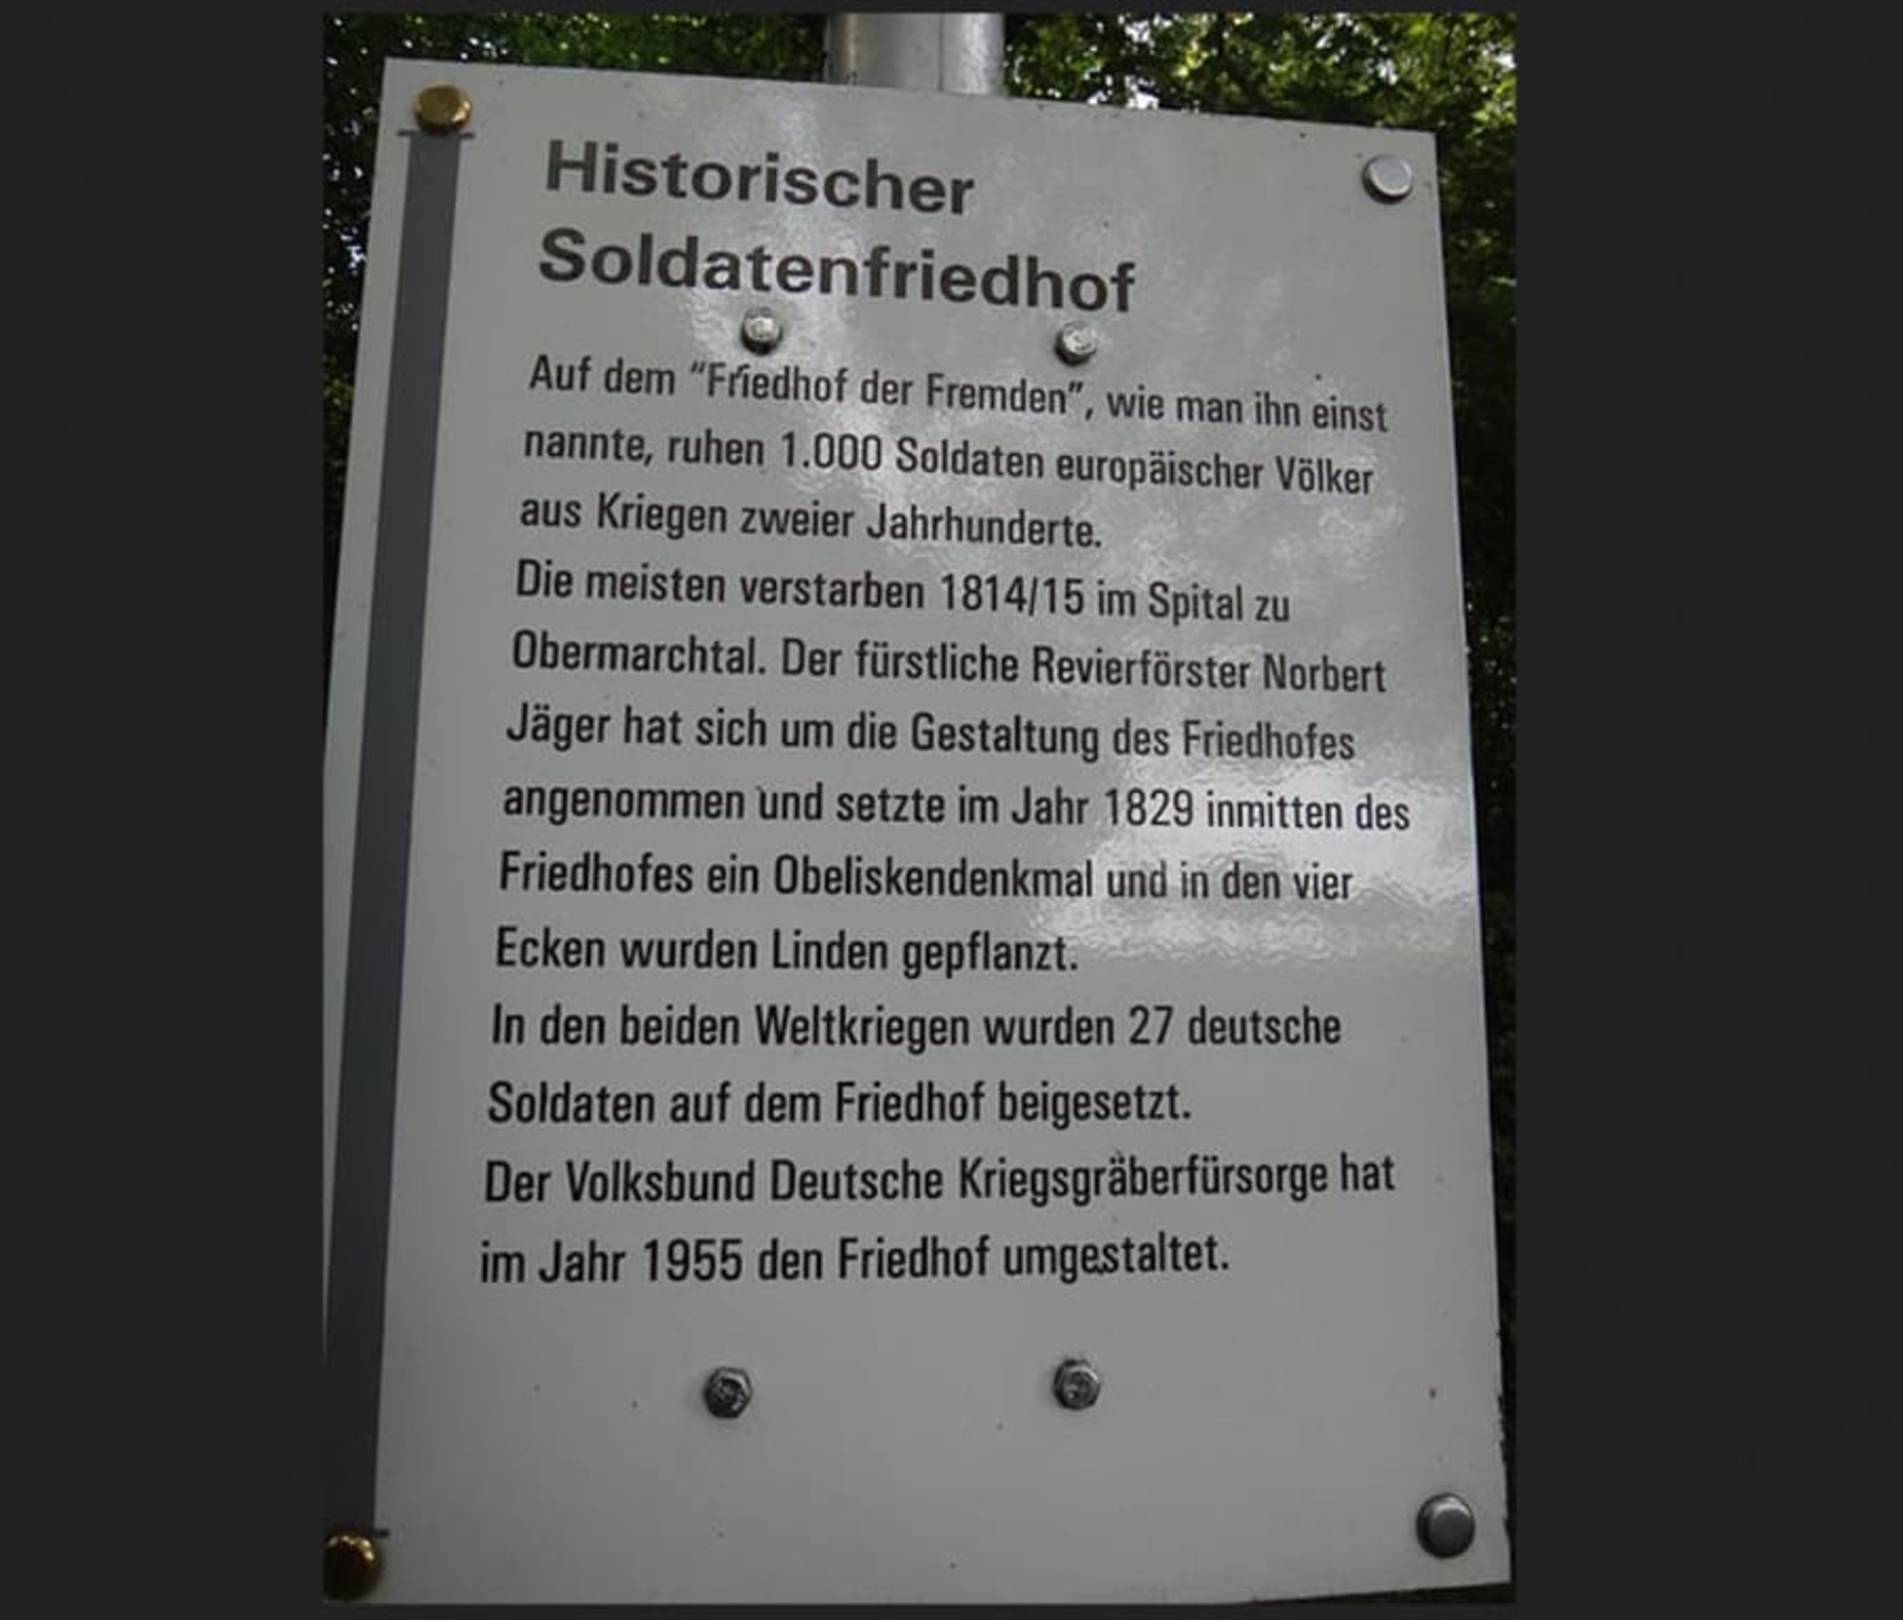 Historischer
Soldatenfriedhof
Auf dem “Friedhof der Fremden”, wie man ihn einst
nannte, ruhen 1.000 Soldaten europäischer Völker
aus Kriegen zweier Jahrhunderte.
Die meisten verstarben 1814/15 im Spital zu
Obermarchtal. Der fürstliche Revierförster Norbert
Jäger hat sich um die Gestaltung des Friedhofes
angenommen und setzte im Jahr 1829 inmitten des
Friedhofes ein Obeliskendenkmal und in den vier
Ecken wurden Linden gepflanzt.
In den beiden Weltkriegen wurden 27 deutsche
Soldaten auf dem Friedhof beigesetzt.
Der Volksbund Deutsche Kriegsgräberfürsorge hat
im Jahr 1955 den Friedhof umgestaltet.